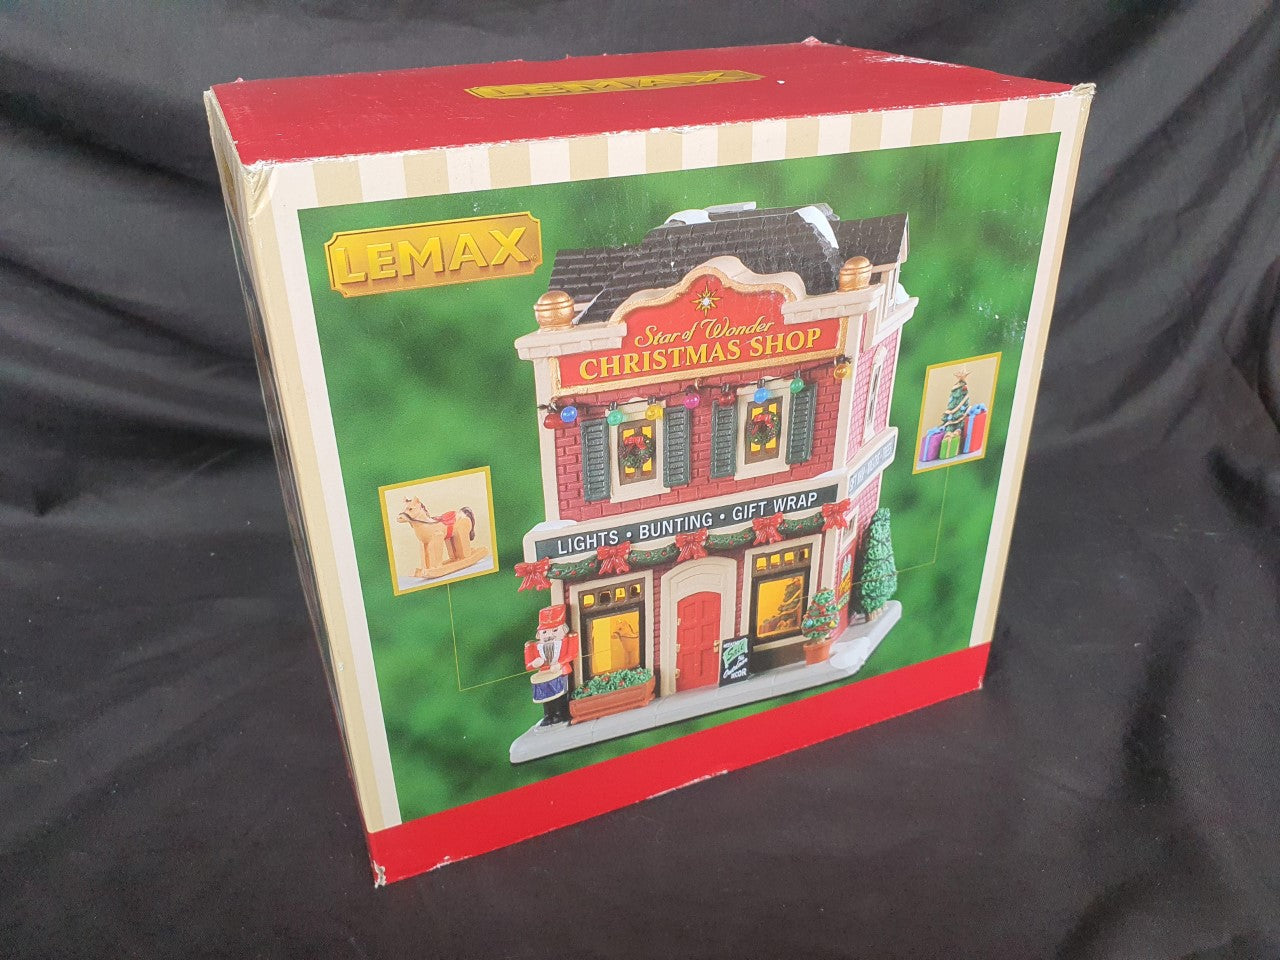 LEMAX
LEMAX
Star of Wonder
CHRISTMAS SHOP
LIGHTS • BUNTING • GIFT WRAP